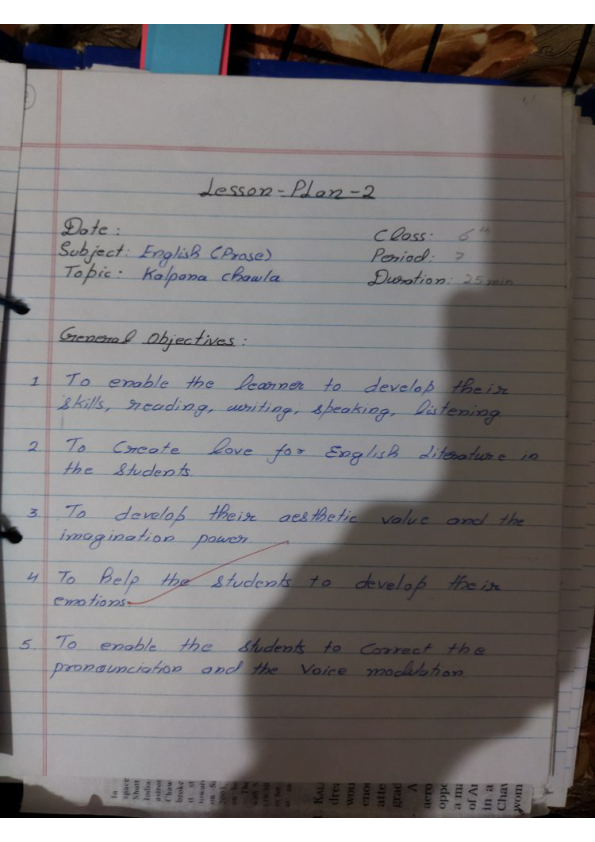 Lesson-Plan-2
Date:
Class: 6th
Subject: English (Prose)
Period: 7
Topic: Kalpana Chawla
Duration: 25 min
General Objectives:
1. To enable the learner to develop their
skills, reading, writing, speaking, listening
2. To Create love for English Literature in
the students.
3. To develop their aesthetic value and the
imagination power
4. To help the students to develop their
emotions.
5. To enable the students to Correct the
pronounciation and the Voice modulation